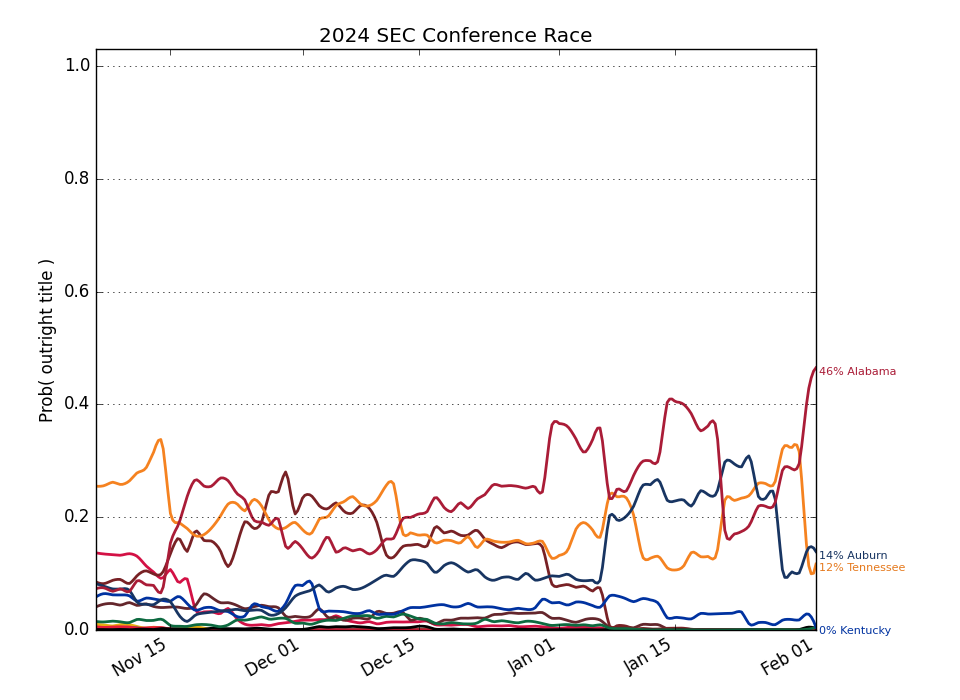 2024 SEC Conference Race
Prob( outright title )
1.0
0.8
0.6
0.4
0.2
0.0
46% Alabama
14% Auburn
12% Tennessee
0% Kentucky
Nov 15
Dec 01
Dec 15
Jan 01
Jan 15
Feb 01